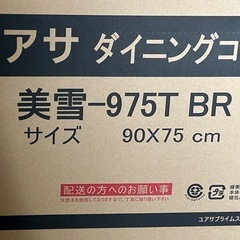 アサ ダイニングコ
美雪-975T BR
サイズ 90X75 cm
配送の方へのお願い事
ユアサプライムス